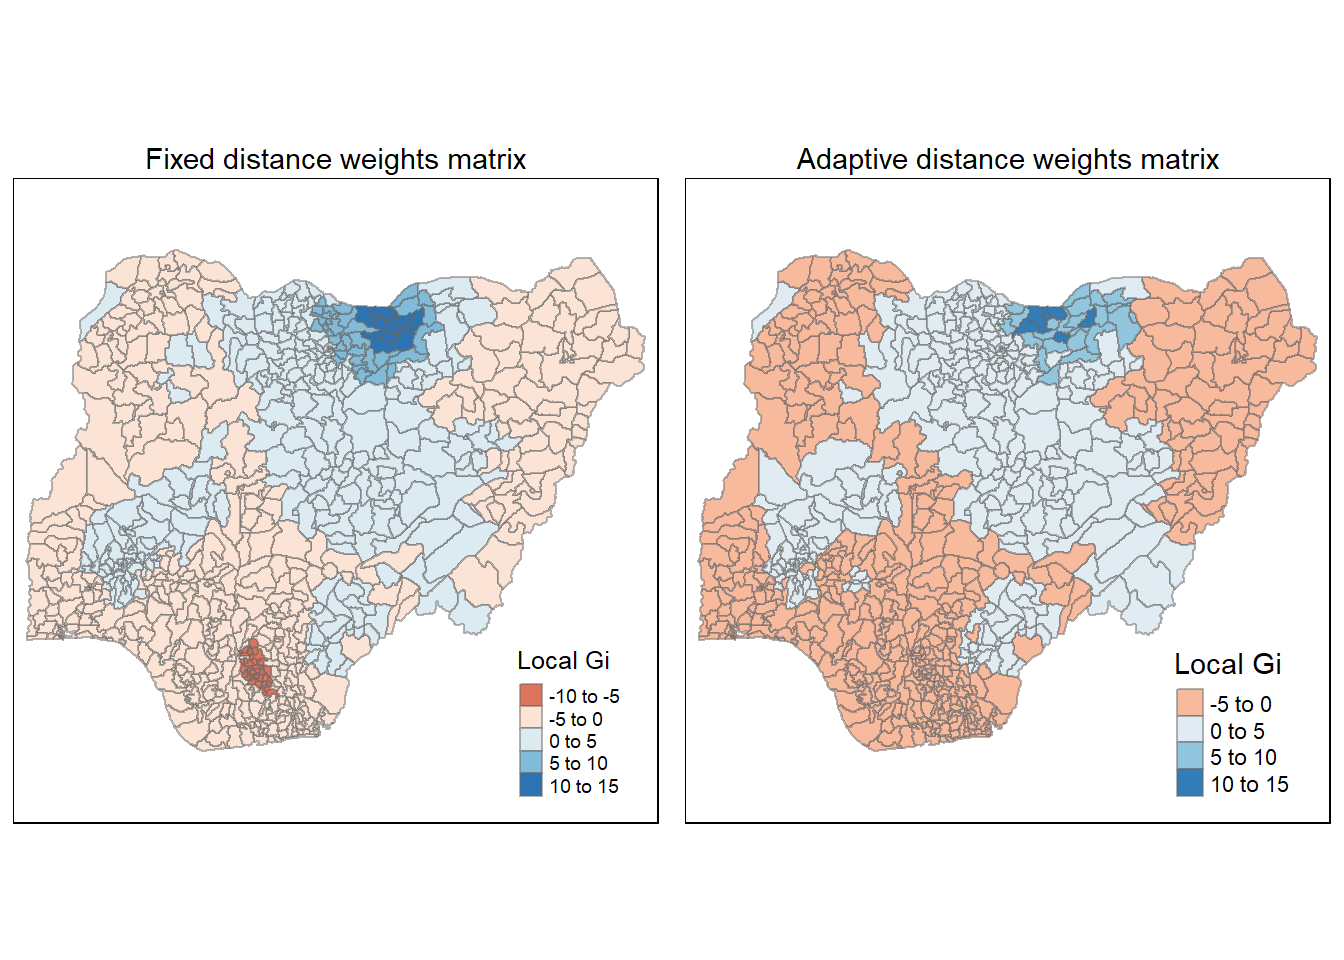 Fixed distance weights matrix
Adaptive distance weights matrix
Local Gi
-10 to -5
-5 to 0
0 to 5
5 to 10
10 to 15
Local Gi
-5 to 0
0 to 5
5 to 10
10 to 15